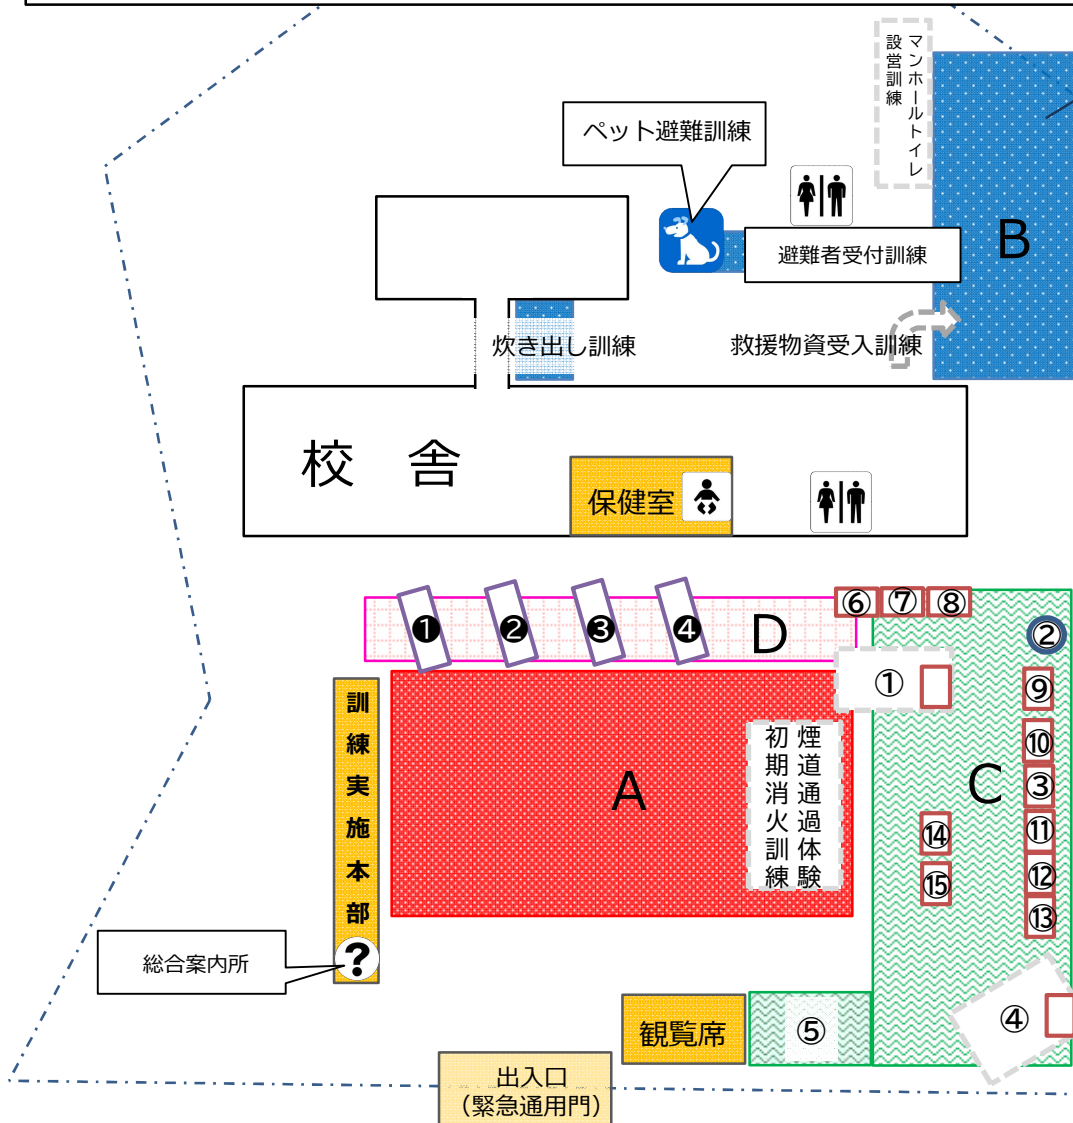 マンホールトイレ
設営訓練
ペット避難訓練
B
避難者受付訓練
炊き出し訓練
救援物資受入訓練
校 舎
保健室
❶
❷
❸
❹
D
⑥
⑦
⑧
②
①
⑨
⑩
③
⑪
⑫
⑬
C
⑭
⑮
訓練実施本部
A
煙道通過体験
初期消火訓練
?
総合案内所
④
⑤
観覧席
出入口
（緊急通用門）